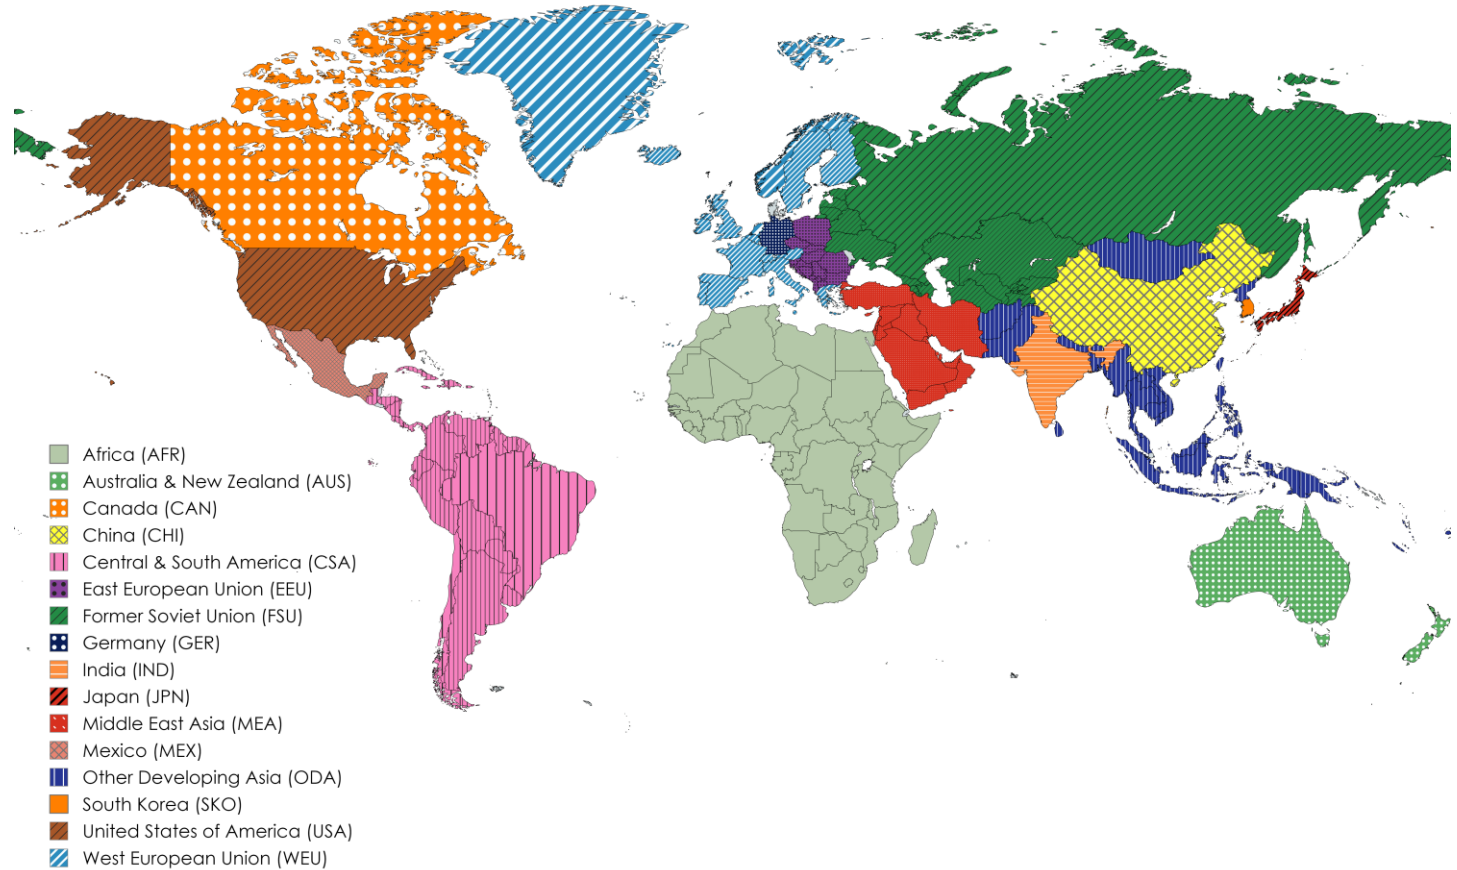 Africa (AFR)
Australia & New Zealand (AUS)
Canada (CAN)
China (CHI)
Central & South America (CSA)
East European Union (EEU)
Former Soviet Union (FSU)
Germany (GER)
India (IND)
Japan (JPN)
Middle East Asia (MEA)
Mexico (MEX)
Other Developing Asia (ODA)
South Korea (SKO)
United States of America (USA)
West European Union (WEU)